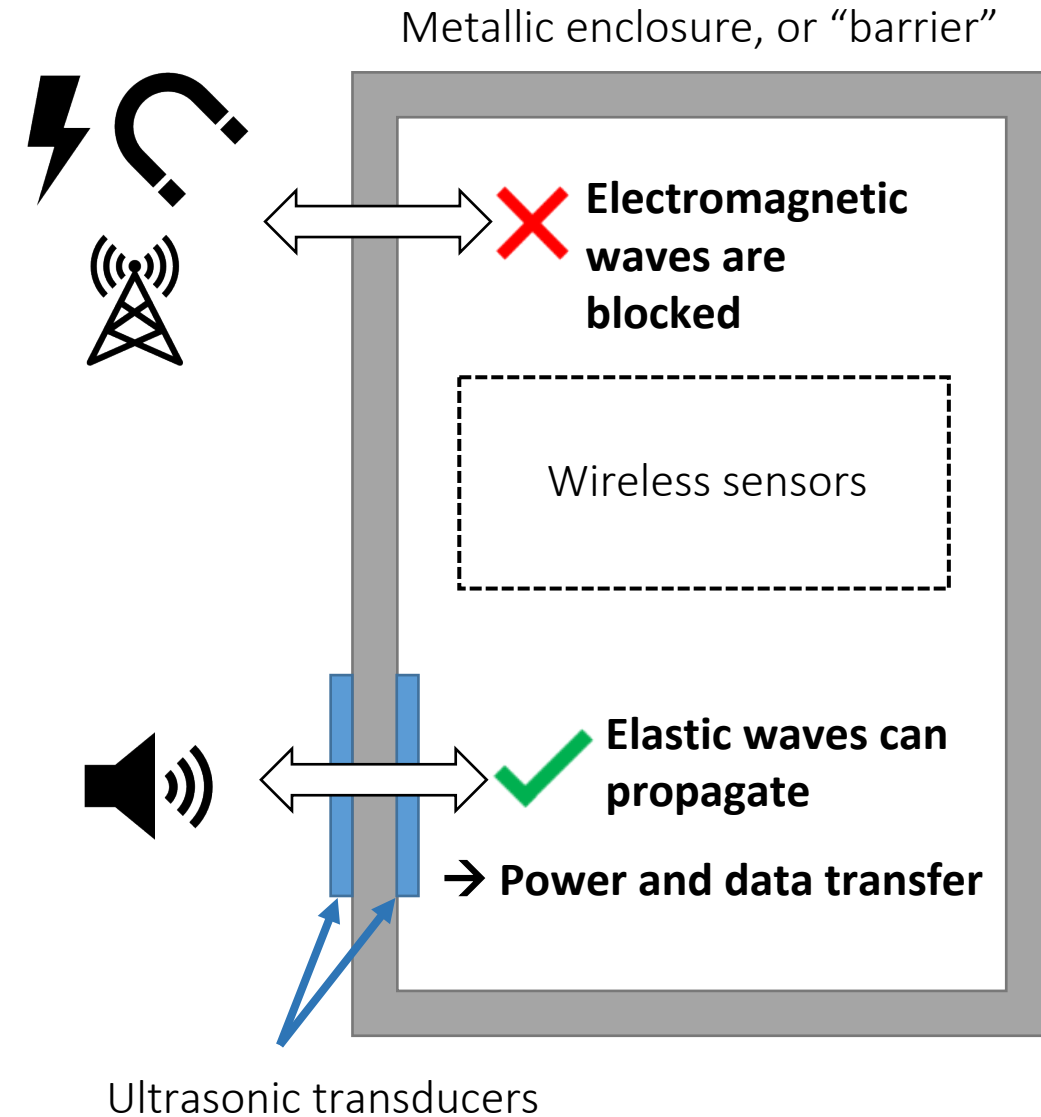 Metallic enclosure, or “barrier”
Electromagnetic
waves are
blocked
Wireless sensors
Elastic waves can
propagate
→ Power and data transfer
Ultrasonic transducers